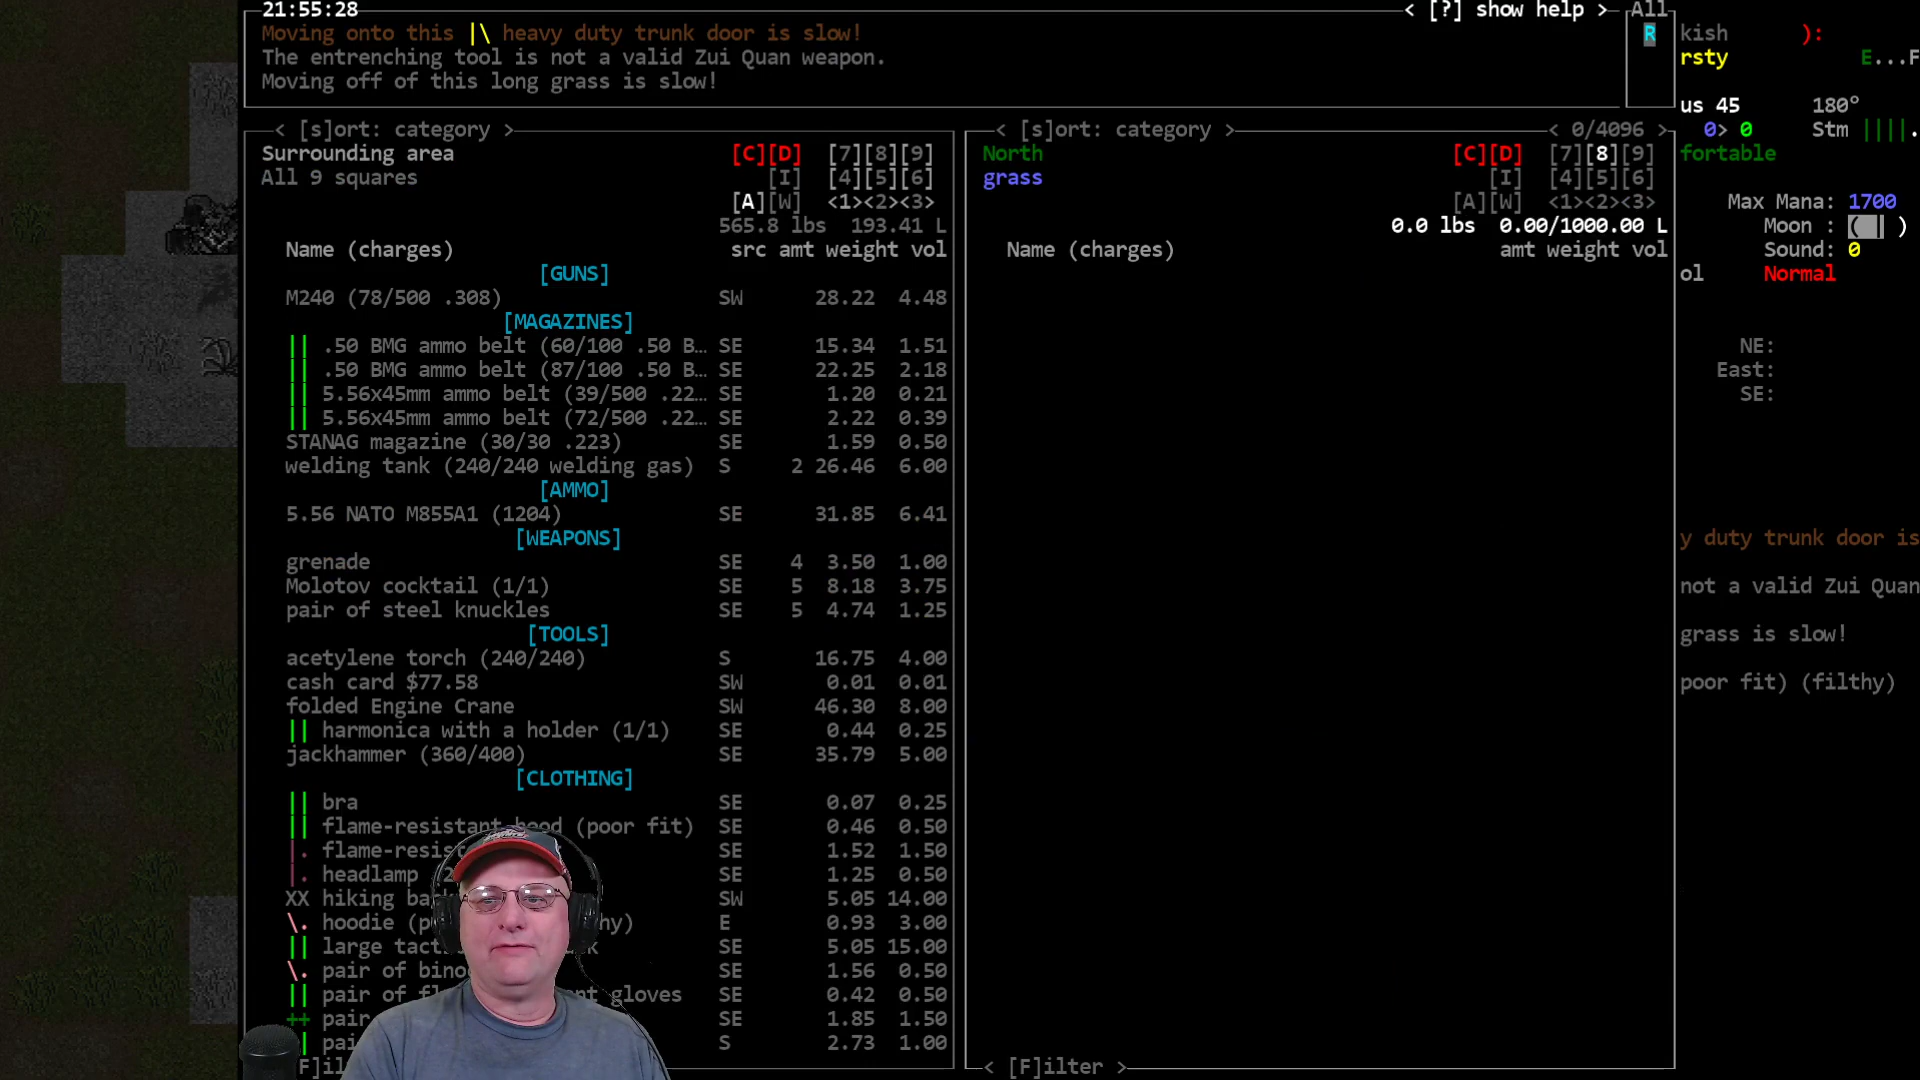 21:55:28
< [?] show help >
Moving onto this |\ heavy duty trunk door is slow!
The entrenching tool is not a valid Zui Quan weapon.
Moving off of this long grass is slow!
All
R
kish ):
rsty E...F
us 45 180°
0> 0 Stm ||||.
fortable
Max Mana: 1700
Moon : ( | )
Sound: 0
ol Normal
NE:
East:
SE:
y duty trunk door is
not a valid Zui Quan
grass is slow!
poor fit) (filthy)
< [s]ort: category >
Surrounding area [C][D] [7][8][9]
All 9 squares [I] [4][5][6]
[A][W] <1><2><3>
565.8 lbs 193.41 L
Name (charges) src amt weight vol
[GUNS]
M240 (78/500 .308) SW 28.22 4.48
[MAGAZINES]
|| .50 BMG ammo belt (60/100 .50 B… SE 15.34 1.51
|| .50 BMG ammo belt (87/100 .50 B… SE 22.25 2.18
|| 5.56x45mm ammo belt (39/500 .22… SE 1.20 0.21
|| 5.56x45mm ammo belt (72/500 .22… SE 2.22 0.39
STANAG magazine (30/30 .223) SE 1.59 0.50
welding tank (240/240 welding gas) S 2 26.46 6.00
[AMMO]
5.56 NATO M855A1 (1204) SE 31.85 6.41
[WEAPONS]
grenade SE 4 3.50 1.00
Molotov cocktail (1/1) SE 5 8.18 3.75
pair of steel knuckles SE 5 4.74 1.25
[TOOLS]
acetylene torch (240/240) S 16.75 4.00
cash card $77.58 SW 0.01 0.01
folded Engine Crane SW 46.30 8.00
|| harmonica with a holder (1/1) SE 0.44 0.25
jackhammer (360/400) SE 35.79 5.00
[CLOTHING]
|| bra SE 0.07 0.25
|| flame-resistant hood (poor fit) SE 0.46 0.50
|. flame-resis SE 1.52 1.50
|. headlamp SE 1.25 0.50
XX hiking ba SW 5.05 14.00
\. hoodie (p hy) E 0.93 3.00
|| large tact k SE 5.05 15.00
\. pair of bino SE 1.56 0.50
|| pair of f nt gloves SE 0.42 0.50
++ pair SE 1.85 1.50
| pai S 2.73 1.00
F]il
< [s]ort: category > < 0/4096 >
North [C][D] [7][8][9]
grass [I] [4][5][6]
[A][W] <1><2><3>
0.0 lbs 0.00/1000.00 L
Name (charges) amt weight vol
< [F]ilter >